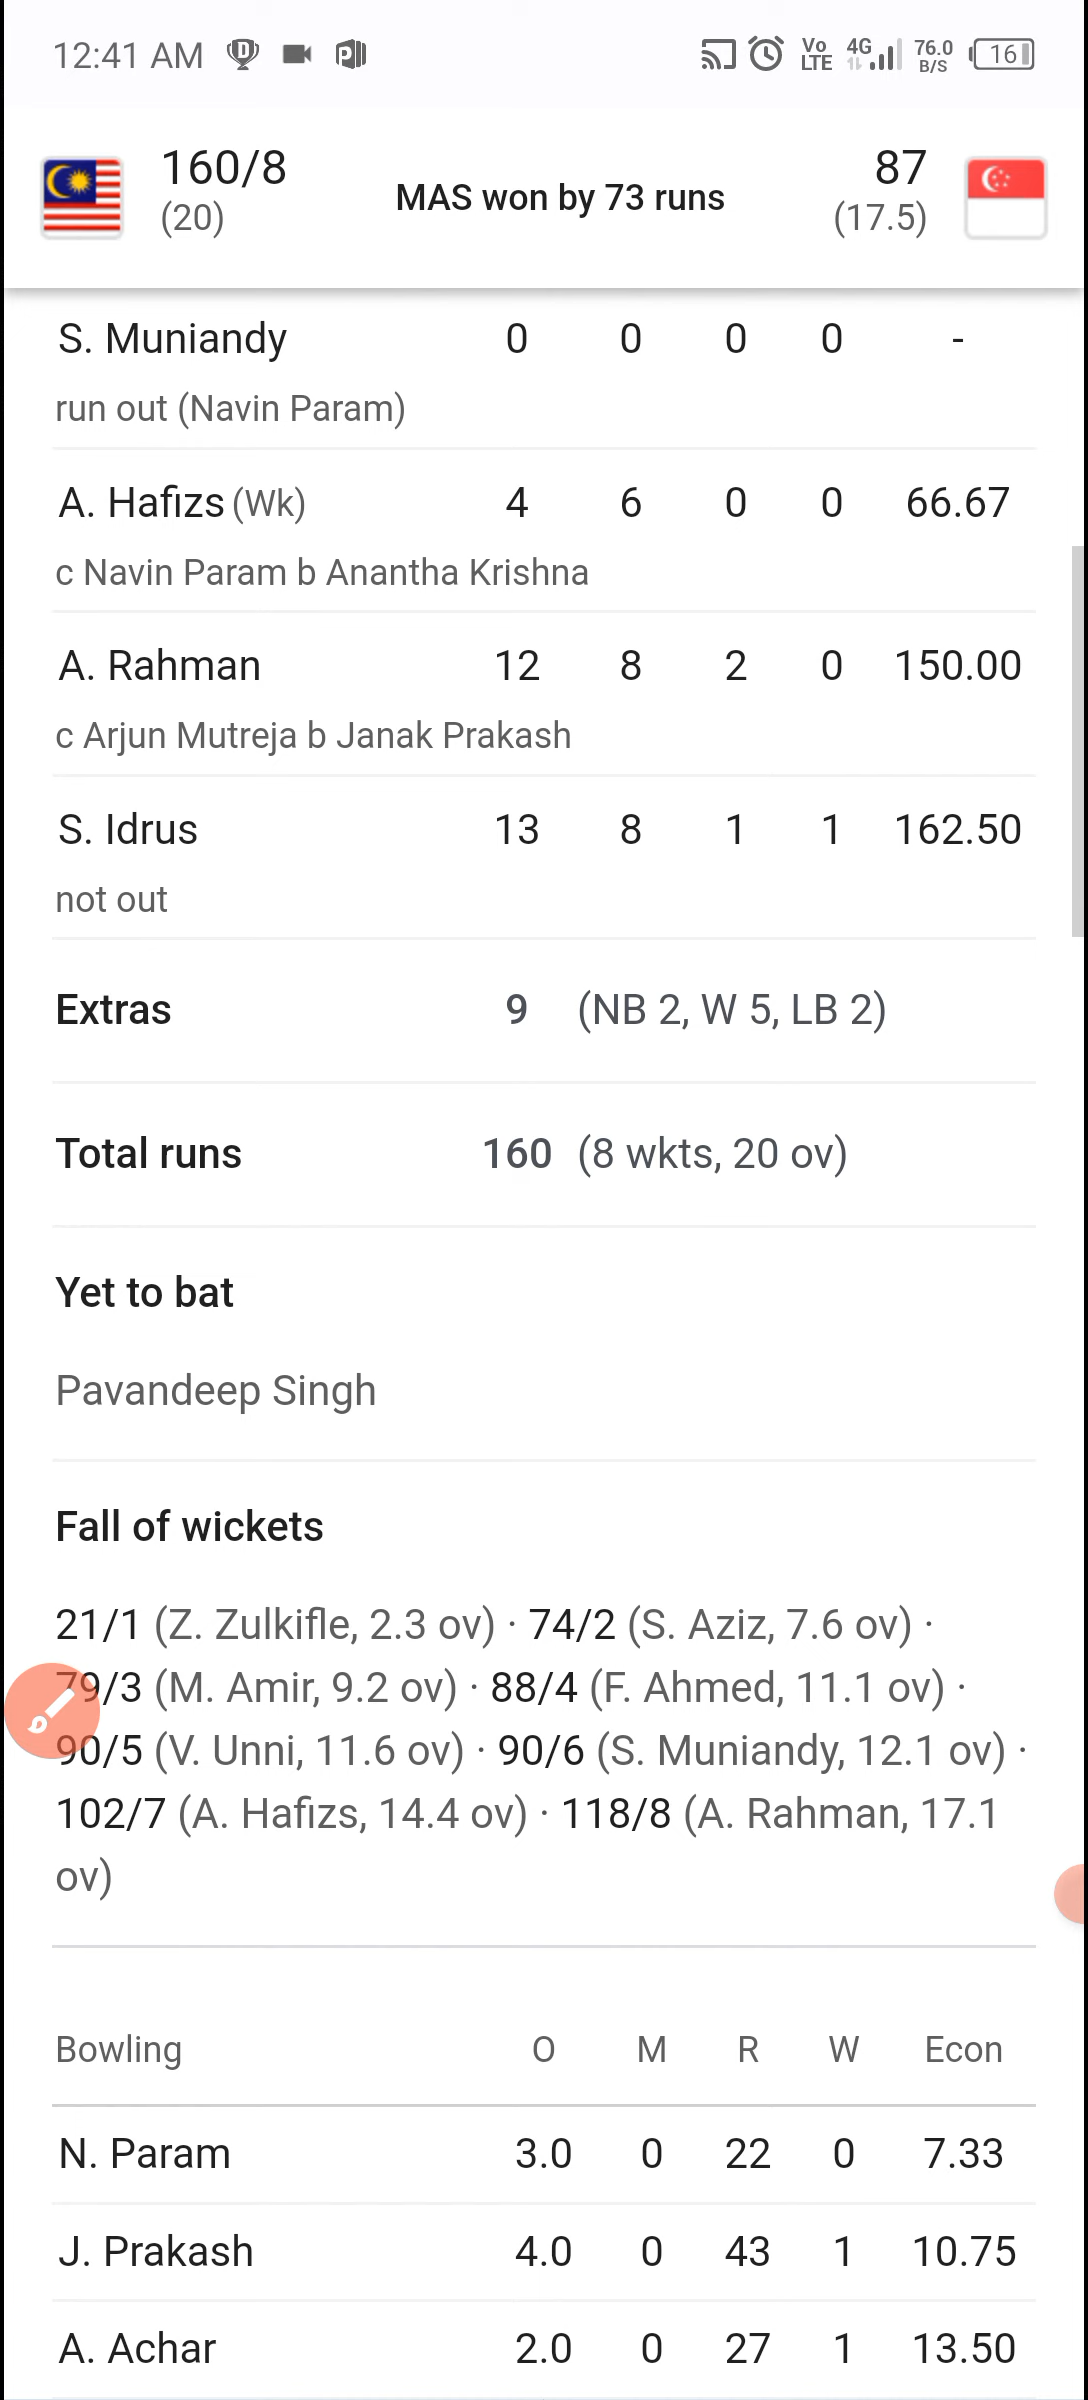 12:41 AM Vo LTE 4G 76.0 B/S 16
160/8 87
(20) MAS won by 73 runs (17.5)
S. Muniandy 0 0 0 0 -
run out (Navin Param)
A. Hafizs (Wk) 4 6 0 0 66.67
c Navin Param b Anantha Krishna
A. Rahman 12 8 2 0 150.00
c Arjun Mutreja b Janak Prakash
S. Idrus 13 8 1 1 162.50
not out
Extras 9 (NB 2, W 5, LB 2)
Total runs 160 (8 wkts, 20 ov)
Yet to bat
Pavandeep Singh
Fall of wickets
21/1 (Z. Zulkifle, 2.3 ov) · 74/2 (S. Aziz, 7.6 ov) ·
79/3 (M. Amir, 9.2 ov) · 88/4 (F. Ahmed, 11.1 ov) ·
90/5 (V. Unni, 11.6 ov) · 90/6 (S. Muniandy, 12.1 ov) ·
102/7 (A. Hafizs, 14.4 ov) · 118/8 (A. Rahman, 17.1
ov)
Bowling O M R W Econ
N. Param 3.0 0 22 0 7.33
J. Prakash 4.0 0 43 1 10.75
A. Achar 2.0 0 27 1 13.50